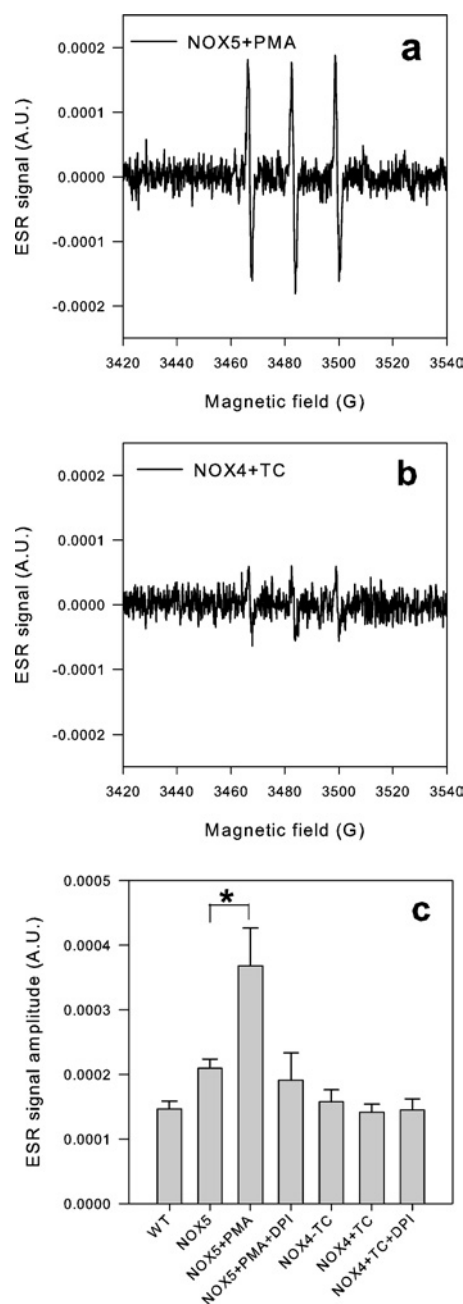 NOX5+PMA
a
ESR signal (A.U.)
0.0002
0.0001
0.0000
-0.0001
-0.0002
3420 3440 3460 3480 3500 3520 3540
Magnetic field (G)
NOX4+TC
b
ESR signal (A.U.)
0.0002
0.0001
0.0000
-0.0001
-0.0002
3420 3440 3460 3480 3500 3520 3540
Magnetic field (G)
c
*
ESR signal amplitude (A.U.)
0.0005
0.0004
0.0003
0.0002
0.0001
0.0000
WT
NOX5
NOX5+PMA
NOX5+PMA+DPI
NOX4-TC
NOX4+TC
NOX4+TC+DPI